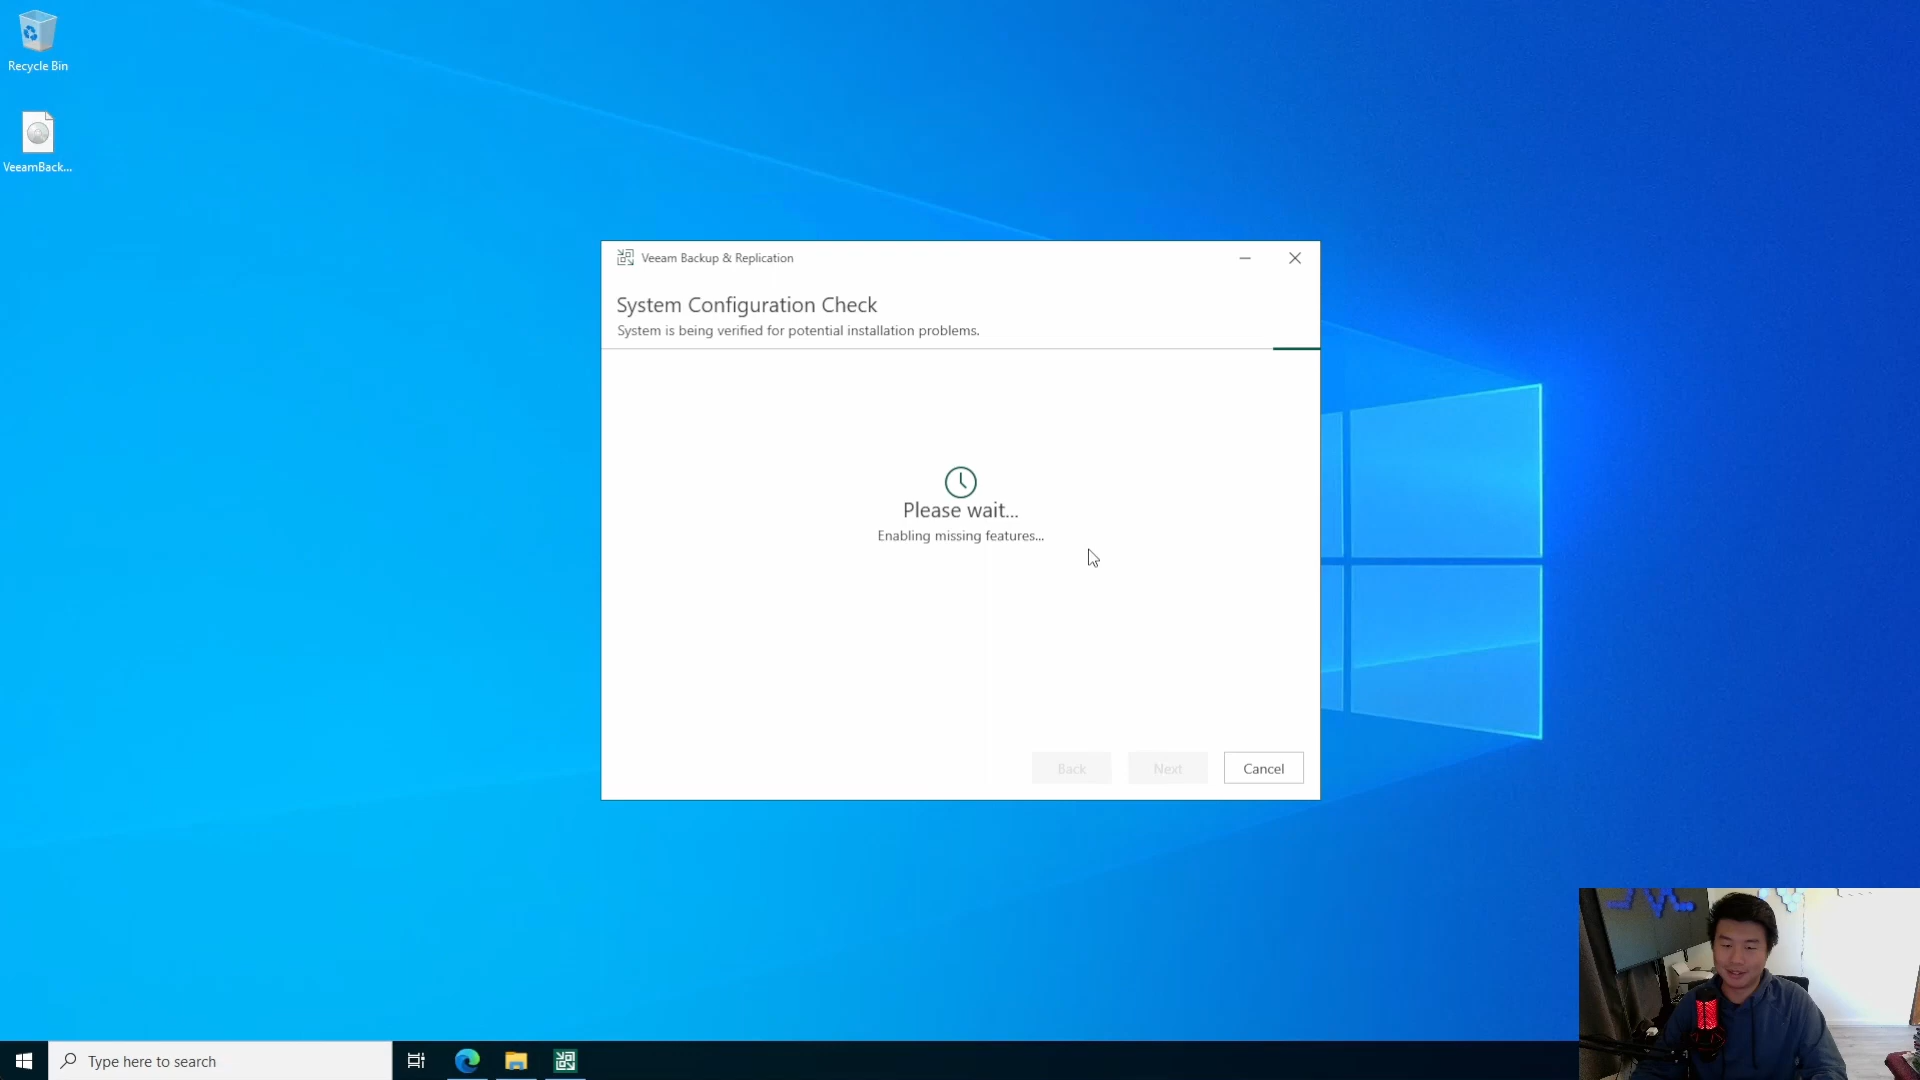 Recycle Bin
VeeamBack...
Veeam Backup & Replication
System Configuration Check
System is being verified for potential installation problems.
Please wait...
Enabling missing features...
Back
Next
Cancel
Type here to search